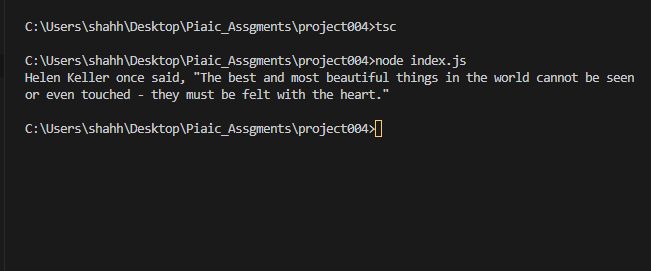 C:\Users\shahh\Desktop\Piaic_Assgments\project004>tsc
C:\Users\shahh\Desktop\Piaic_Assgments\project004>node index.js
Helen Keller once said, "The best and most beautiful things in the world cannot be seen
or even touched - they must be felt with the heart."
C:\Users\shahh\Desktop\Piaic_Assgments\project004>